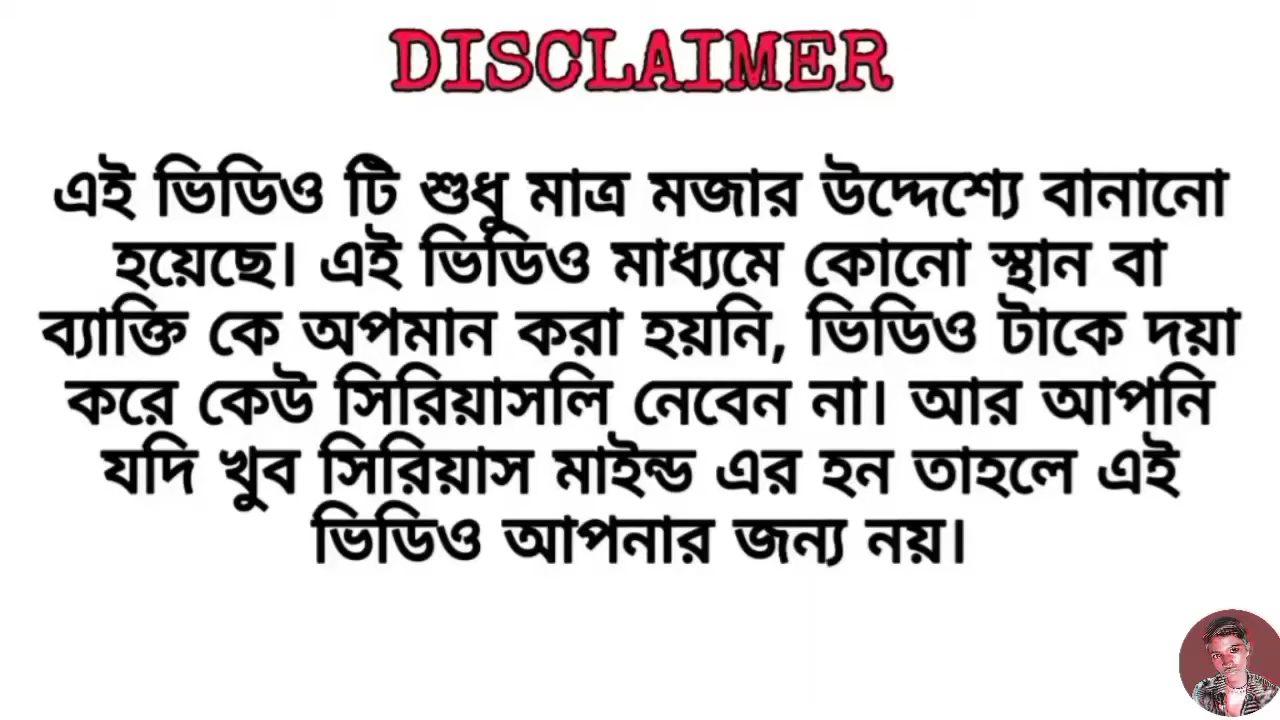 DISCLAIMER
এই ভিডিও টি শুধু মাত্র মজার উদ্দেশ্যে বানানো
হয়েছে। এই ভিডিও মাধ্যমে কোনো স্থান বা
ব্যাক্তি কে অপমান করা হয়নি, ভিডিও টাকে দয়া
করে কেউ সিরিয়াসলি নেবেন না। আর আপনি
যদি খুব সিরিয়াস মাইন্ড এর হন তাহলে এই
ভিডিও আপনার জন্য নয়।